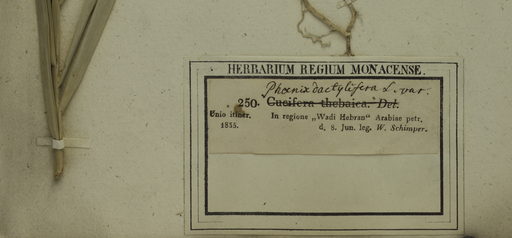 HERBARIUM REGIUM MONACENSE.
Phœnix dactylifera L. var.
250. Cucifera thebaica. Del.
Unio itiner. In regione „Wadi Hebran“ Arabiae petr.
1835. d. 8. Jun. leg. W. Schimper.